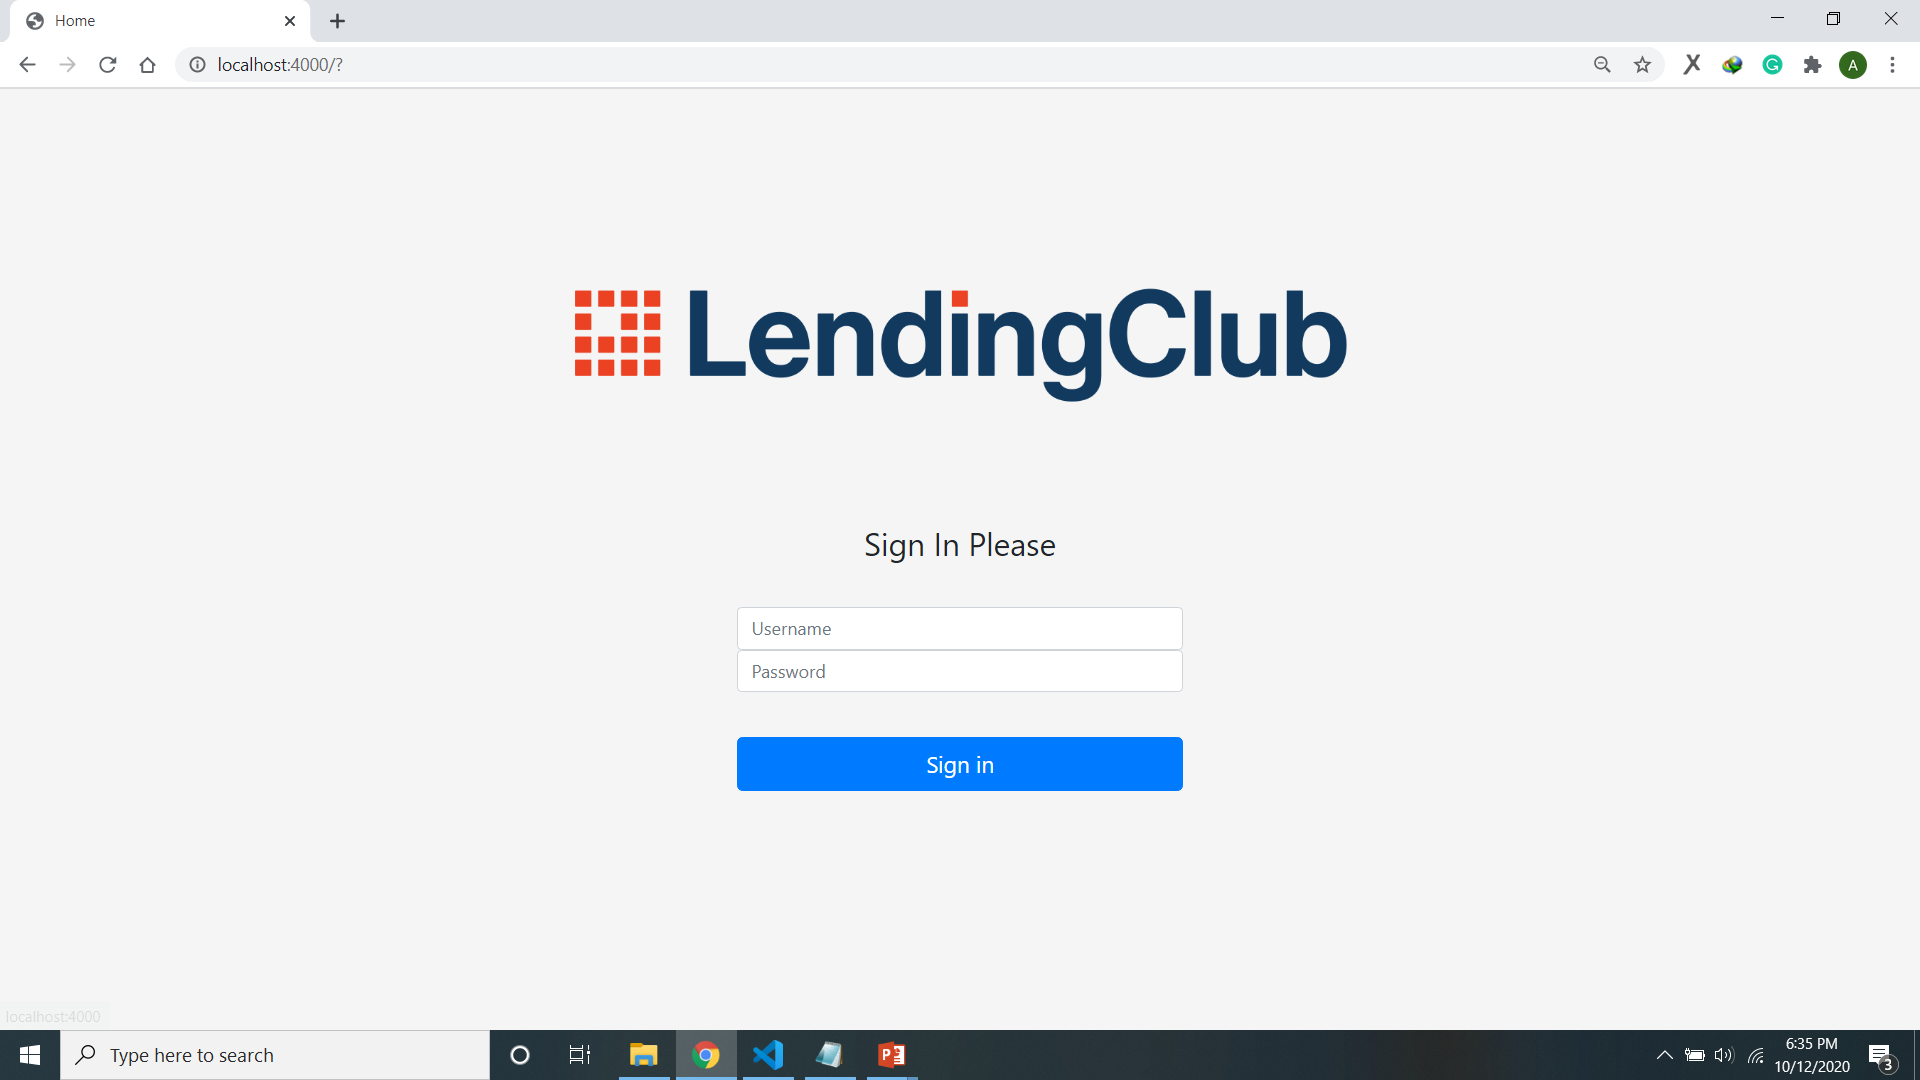 Home
localhost:4000/?
A
LendingClub
Sign In Please
Username
Password
Sign in
localhost:4000
Type here to search
6:35 PM
10/12/2020
3